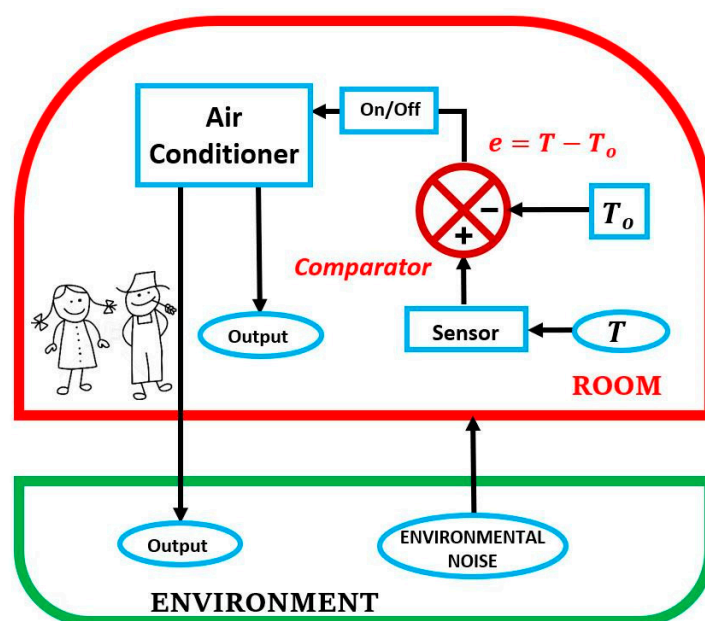 Air
Conditioner
On/Off
e = T − Tₒ
−
+
Tₒ
Comparator
Output
Sensor
T
ROOM
Output
ENVIRONMENTAL
NOISE
ENVIRONMENT